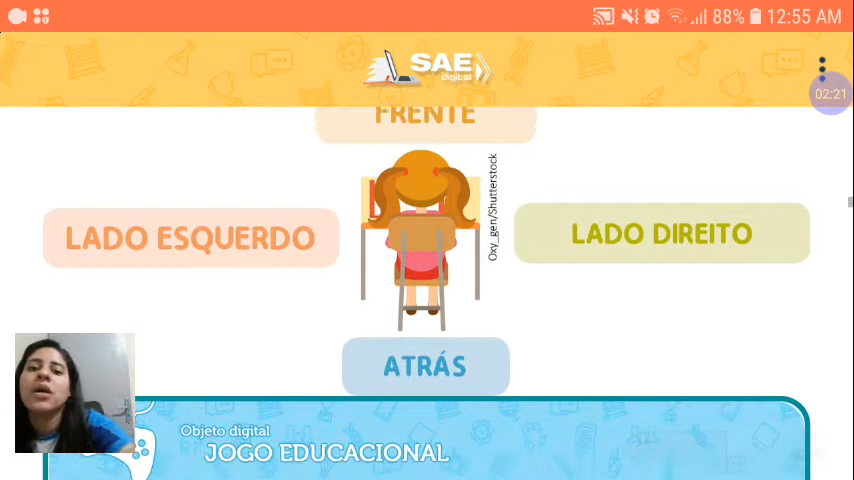 88% 12:55 AM
SAE
digital
02:21
FRENTE
Oxy_gen/Shutterstock
LADO ESQUERDO
LADO DIREITO
ATRÁS
Objeto digital
JOGO EDUCACIONAL